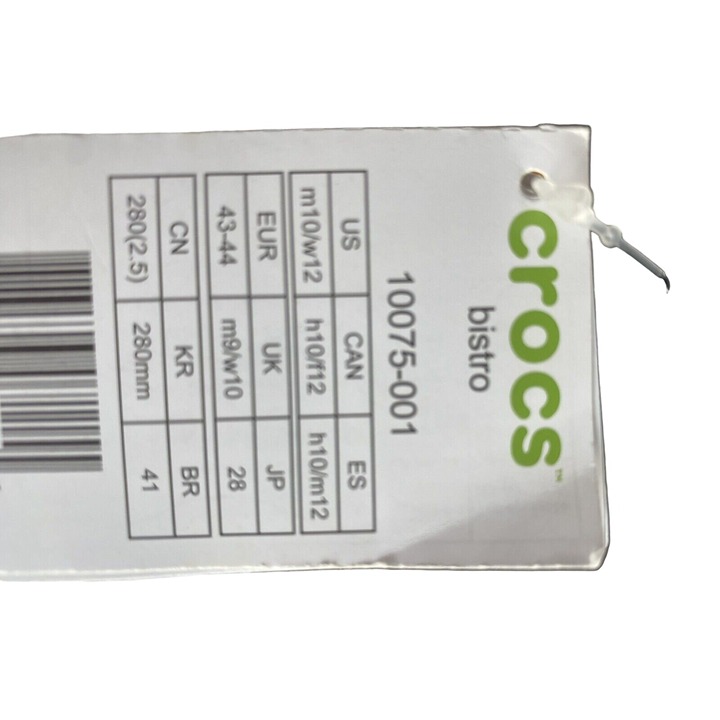 crocs™
bistro
10075-001
US CAN ES
m10/w12 h10/f12 h10/m12
EUR UK JP
43-44 m9/w10 28
CN KR BR
280(2.5) 280mm 41